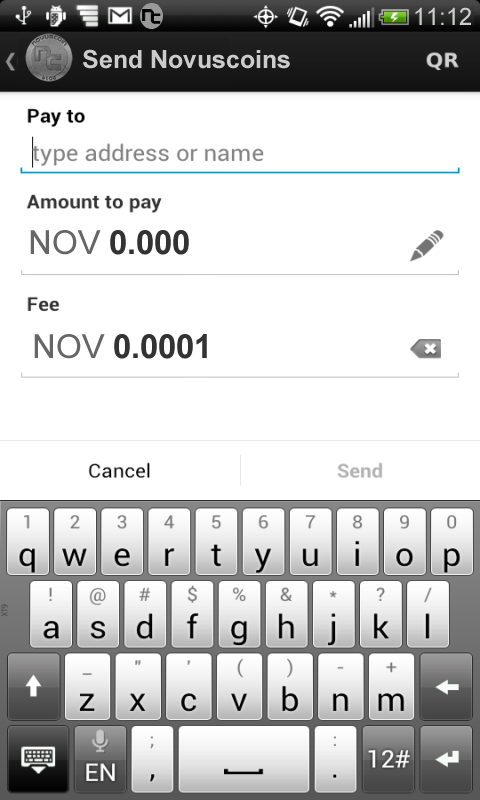 11:12
Send Novuscoins
QR
Pay to
type address or name
Amount to pay
NOV 0.000
Fee
NOV 0.0001
Cancel
Send
1 2 3 4 5 6 7 8 9 0
q w e r t y u i o p
! @ # $ % & * ? /
a s d f g h j k l
_ " ' ( ) - +
z x c v b n m
; :
EN , . 12#
XT9